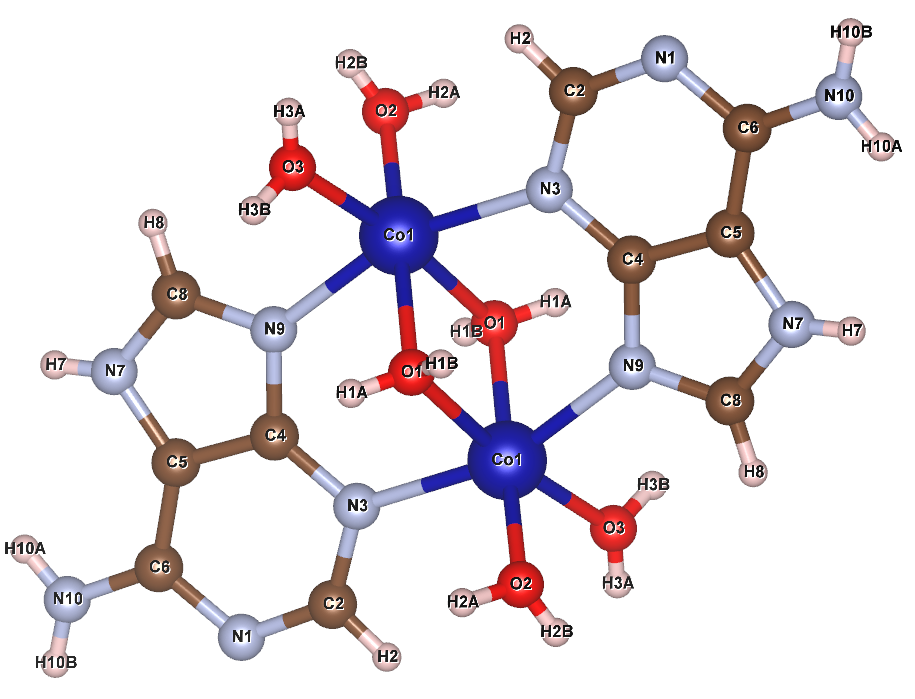 H10B
H2
N1
H2B
H2A
C2
N10
H3A
O2
C6
H10A
O3
N3
H3B
H8
Co1
C5
C4
C8
H1A
N9
O1
H1B
N7
H7
H7
N7
O1
H1B
N9
H1A
C8
C4
C5
Co1
H8
H3B
N3
O3
H10A
C6
O2
H3A
N10
C2
H2A
H2B
N1
H2
H10B